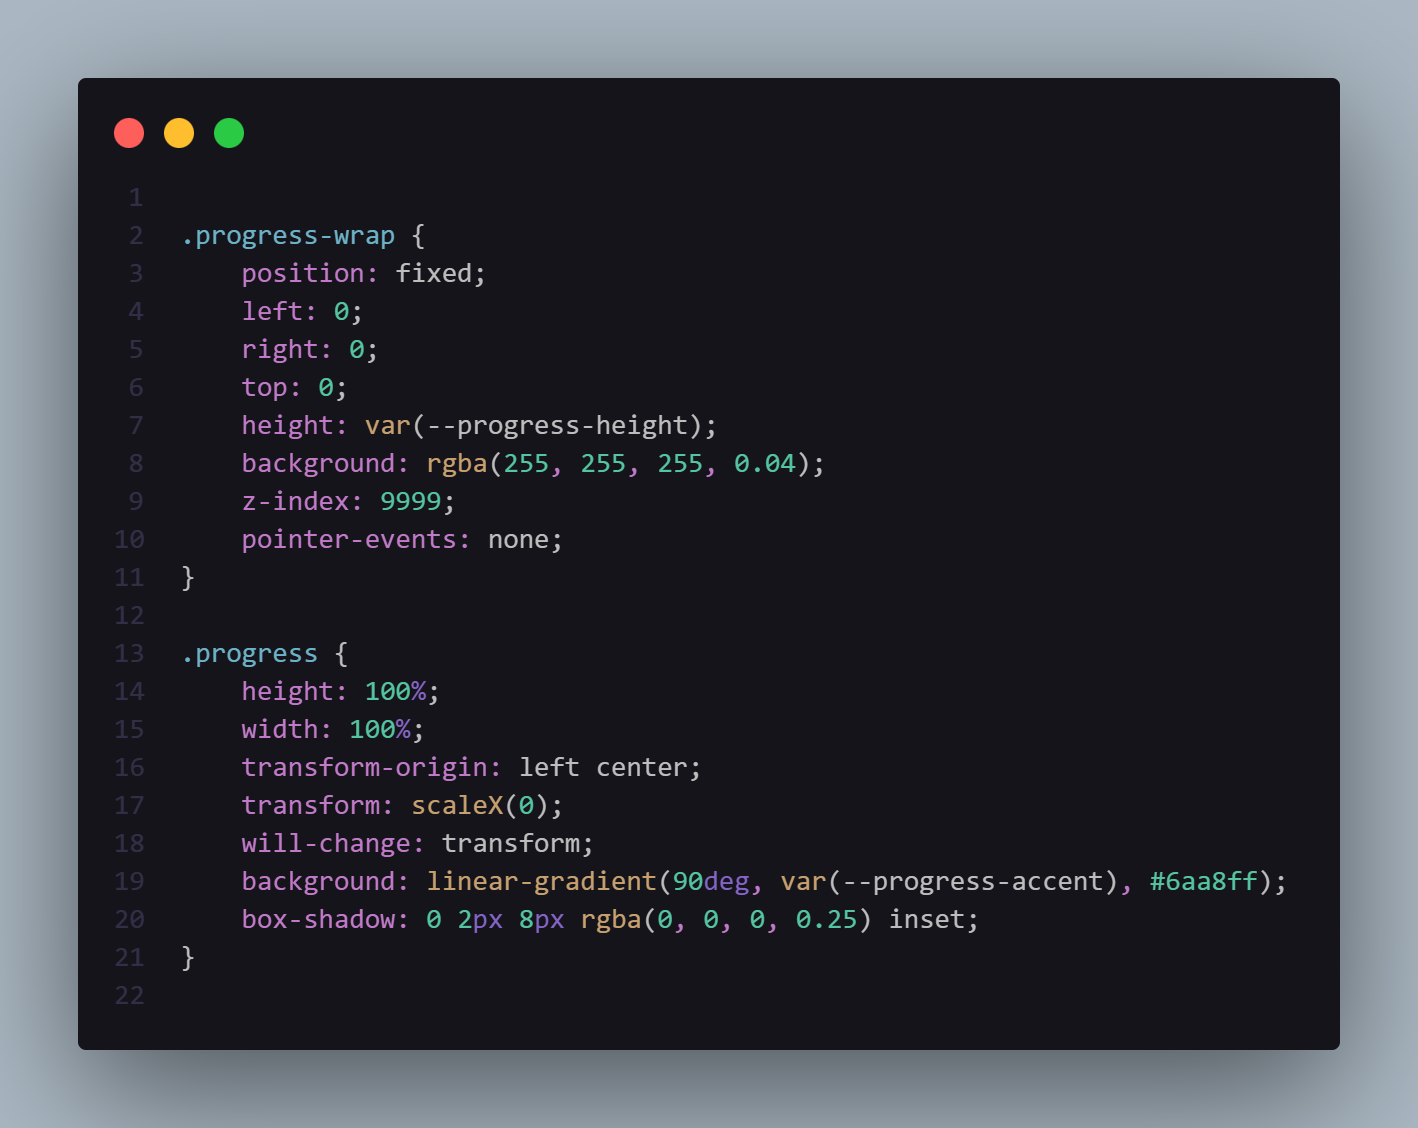 1
2 .progress-wrap {
3     position: fixed;
4     left: 0;
5     right: 0;
6     top: 0;
7     height: var(--progress-height);
8     background: rgba(255, 255, 255, 0.04);
9     z-index: 9999;
10     pointer-events: none;
11 }
12
13 .progress {
14     height: 100%;
15     width: 100%;
16     transform-origin: left center;
17     transform: scaleX(0);
18     will-change: transform;
19     background: linear-gradient(90deg, var(--progress-accent), #6aa8ff);
20     box-shadow: 0 2px 8px rgba(0, 0, 0, 0.25) inset;
21 }
22